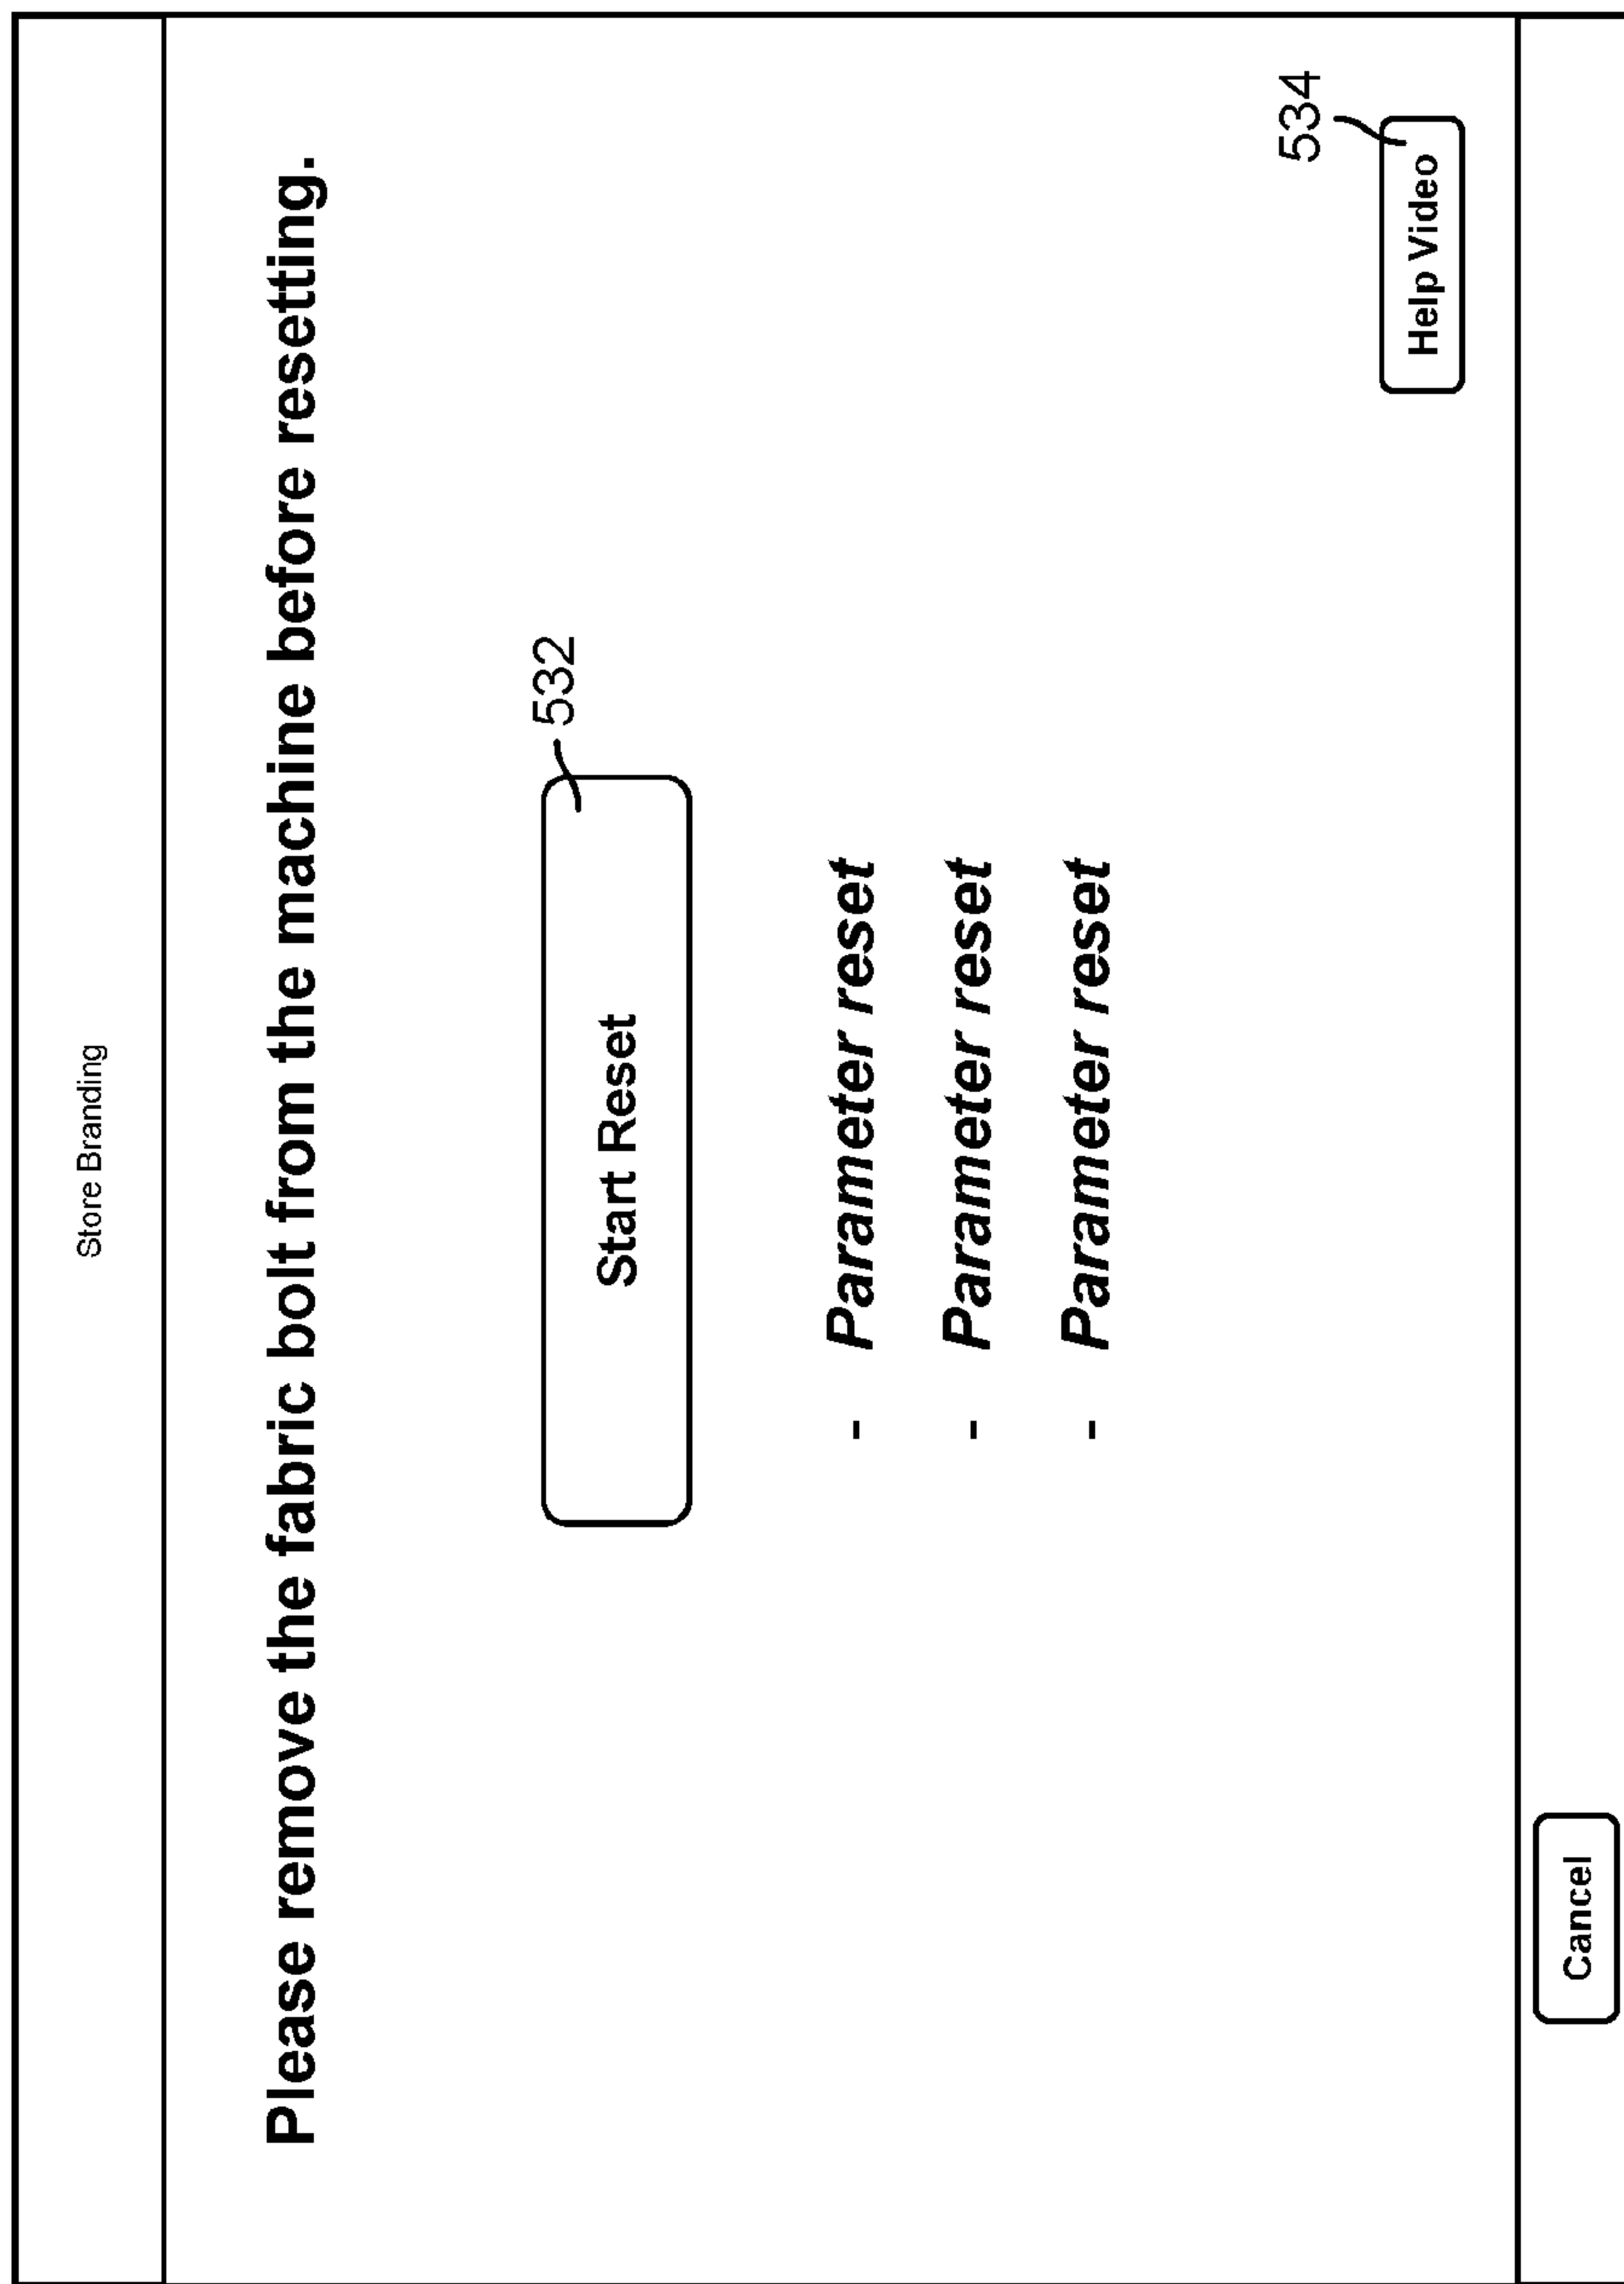 Store Branding
Please remove the fabric bolt from the machine before resetting.
532
Start Reset
- Parameter reset
- Parameter reset
- Parameter reset
534
Help Video
Cancel